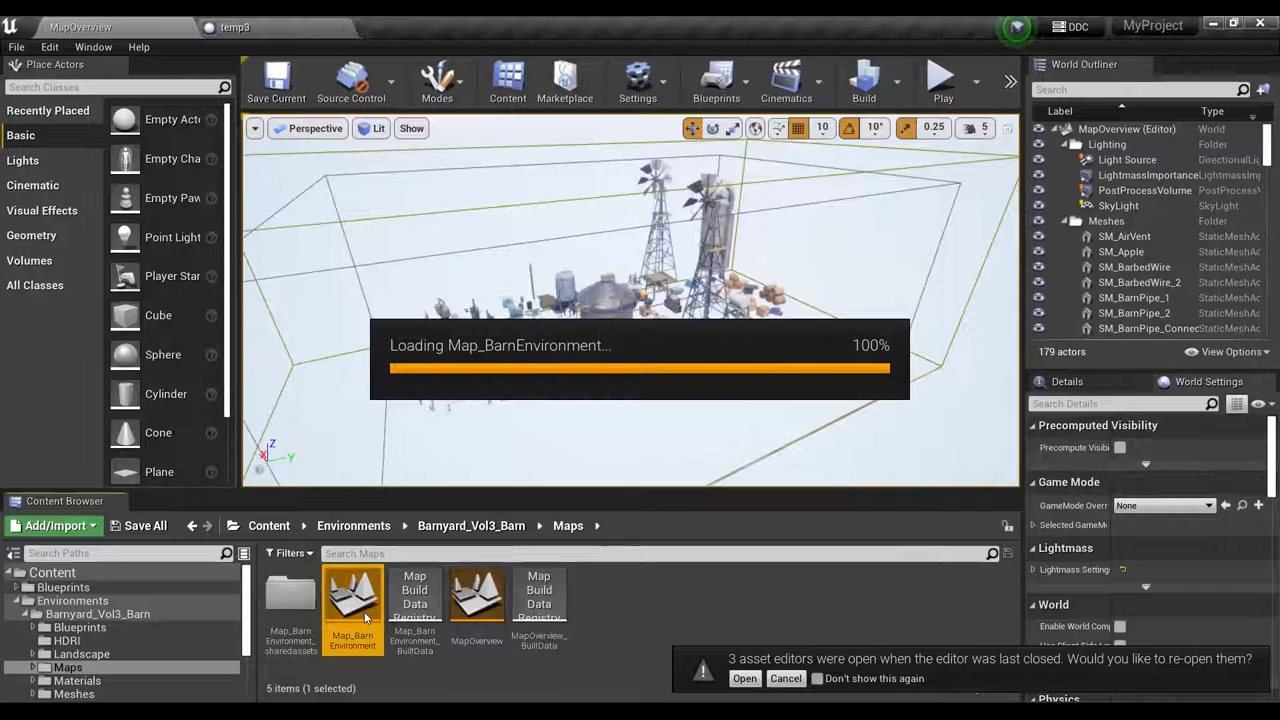 MapOverview
temp3
DDC
MyProject
File Edit Window Help
Place Actors
Search Classes
Recently Placed
Basic
Lights
Cinematic
Visual Effects
Geometry
Volumes
All Classes
Empty Act
Empty Cha
Empty Paw
Point Light
Player Star
Cube
Sphere
Cylinder
Cone
Plane
Save Current
Source Control
Modes
Content
Marketplace
Settings
Blueprints
Cinematics
Build
Play
Perspective
Lit
Show
10
10°
0.25
5
Loading Map_BarnEnvironment... 100%
Z
X
Y
World Outliner
Search
Label Type
MapOverview (Editor) World
Lighting Folder
Light Source DirectionalLi
LightmassImportance LightmassI
PostProcessVolume PostProcessV
SkyLight SkyLight
Meshes Folder
SM_AirVent StaticMeshAc
SM_Apple StaticMeshAc
SM_BarbedWire StaticMeshAc
SM_BarbedWire_2 StaticMeshAc
SM_BarnPipe_1 StaticMeshAc
SM_BarnPipe_2 StaticMeshAc
SM_BarnPipe_Connec StaticMeshAc
179 actors
View Options
Details
World Settings
Search Details
Precomputed Visibility
Precompute Visibi
Game Mode
GameMode Overr None
Selected GameM
Lightmass
Lightmass Setting
World
Enable World Comp
Physics
Content Browser
Add/Import
Save All
Content Environments Barnyard_Vol3_Barn Maps
Search Paths
Filters
Search Maps
Content
Blueprints
Environments
Barnyard_Vol3_Barn
Blueprints
HDRI
Landscape
Maps
Materials
Meshes
Map_Barn
Environment_
sharedassets
Map_Barn
Environment
Map
Build
Data
Registry
Map_Barn
Environment_
BuiltData
MapOverview
Map
Build
Data
Registry
MapOverview_
BuiltData
5 items (1 selected)
3 asset editors were open when the editor was last closed. Would you like to re-open them?
Open
Cancel
Don't show this again